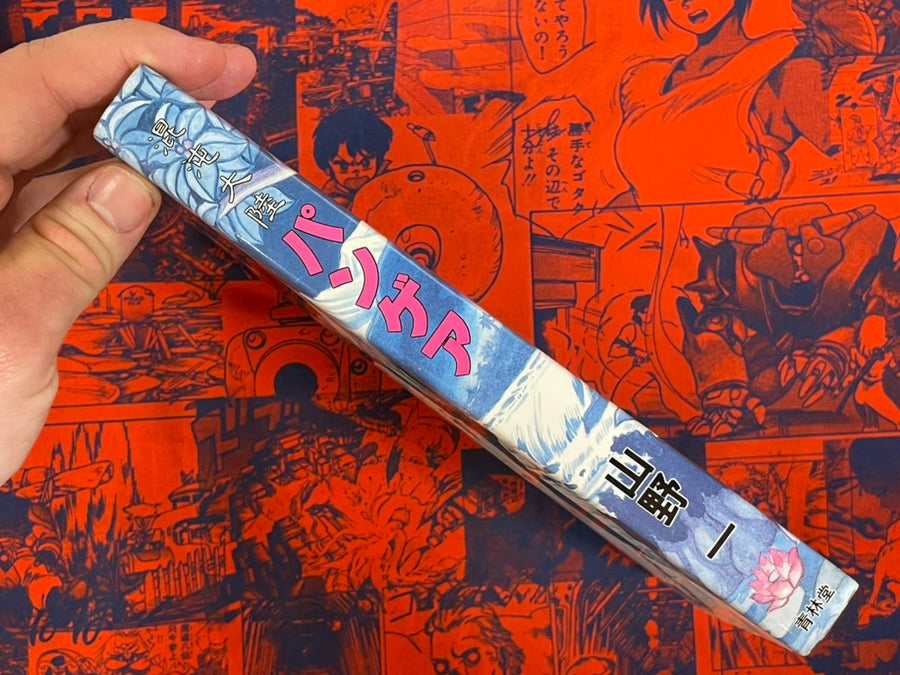 混沌大陸
パンゲア
山野一
青林堂
てやろう
ないの！
勝手なゴタク
は その辺で
十分よ!!